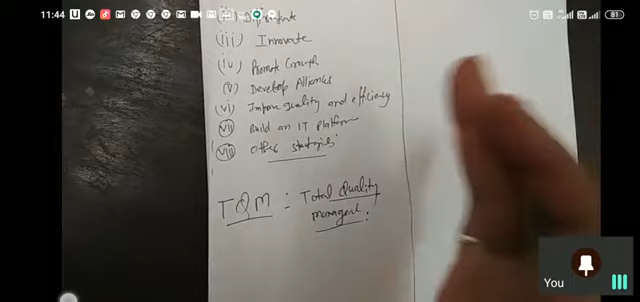 11:44
81
(iii) Innovate
(iv) Promote Growth
(v) Develop Alliances
(vi) Improve quality and efficiency
(vii) Build an IT Platform
(viii) Other strategies
TQM : Total Quality
managent.
You